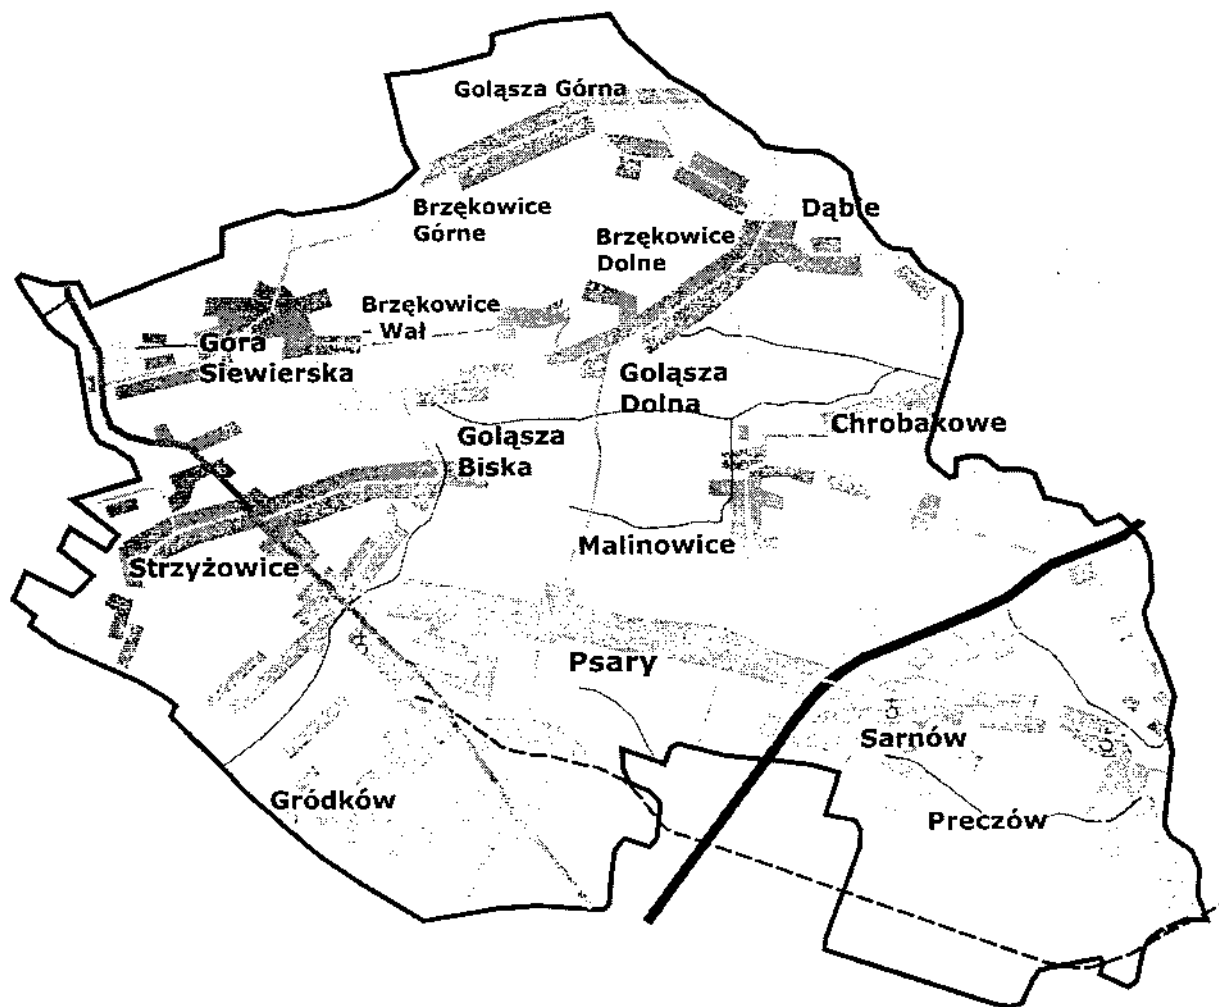 Goląsza Górna
Brzękowice
Górne
Dąbie
Brzękowice
Dolne
Brzękowice
- Wał
Góra
Siewierska
Goląsza
Dolna
Chrobakowe
Goląsza
Biska
Malinowice
Strzyżowice
Psary
Sarnów
Gródków
Preczów